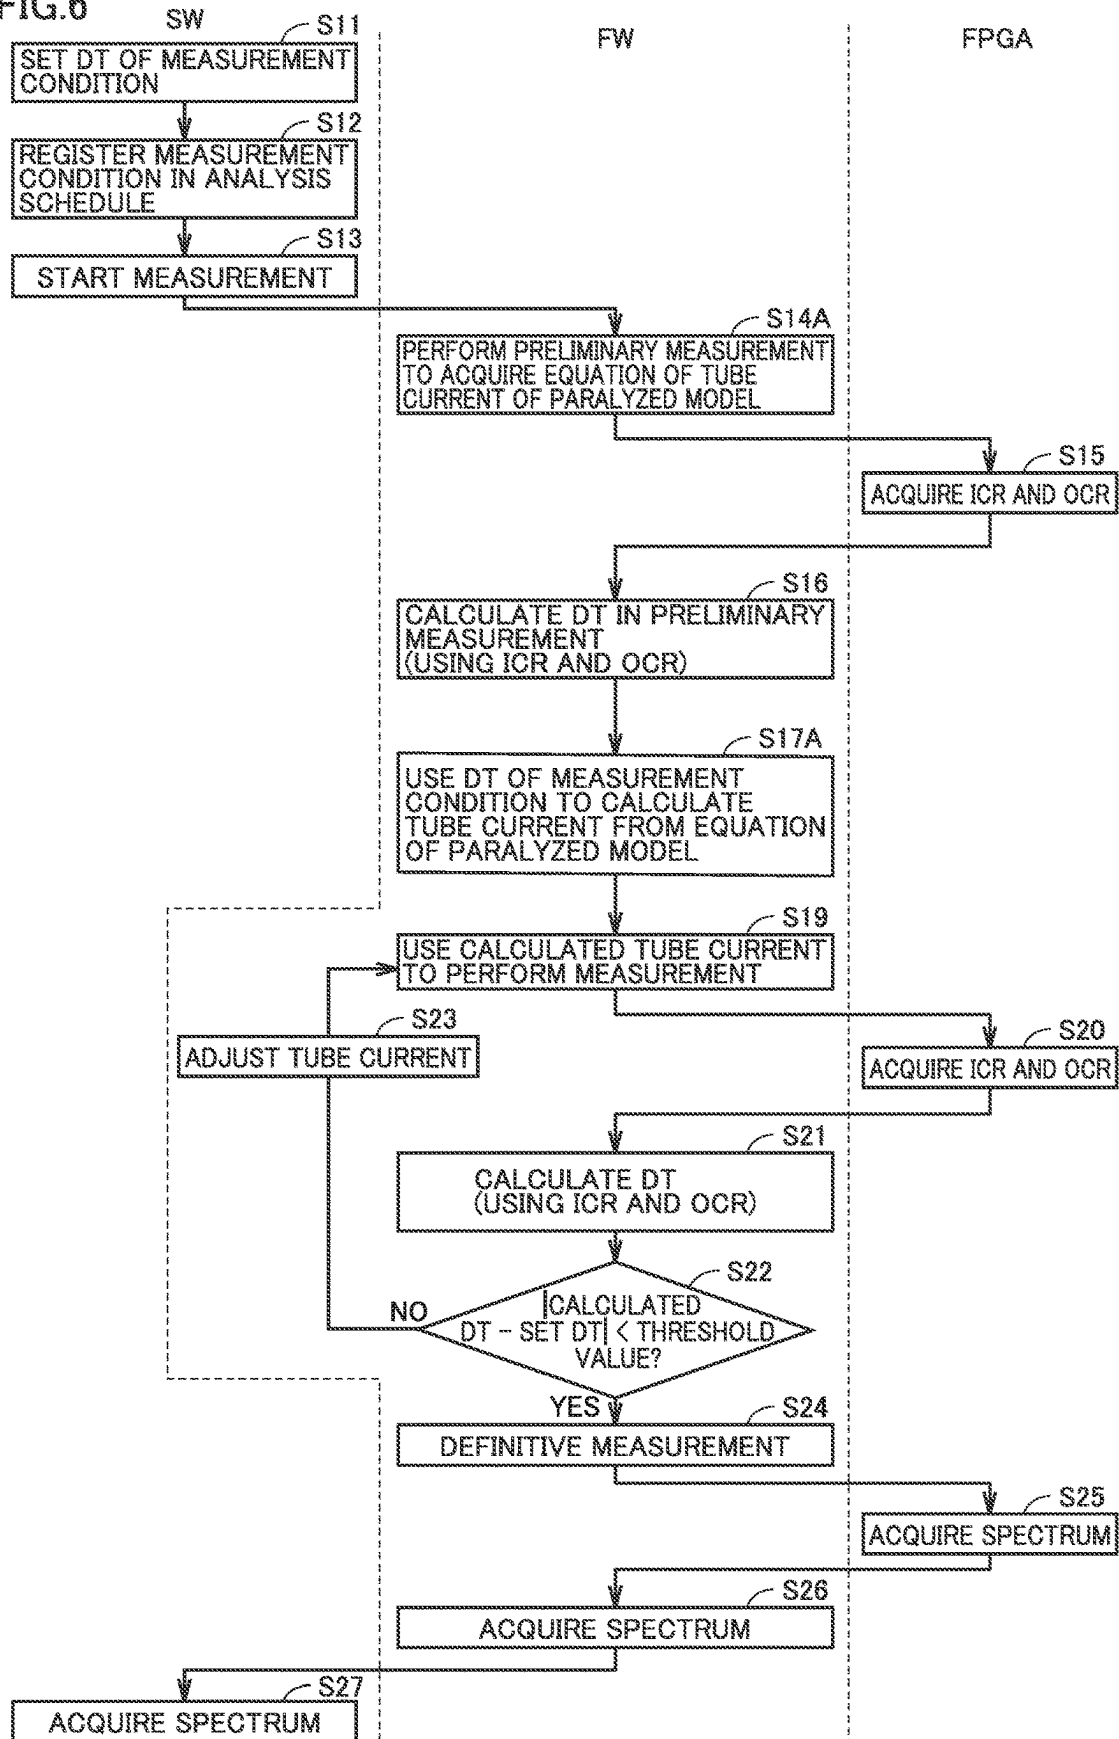 FIG.6
SW
FW
FPGA
S11
SET DT OF MEASUREMENT
CONDITION
S12
REGISTER MEASUREMENT
CONDITION IN ANALYSIS
SCHEDULE
S13
START MEASUREMENT
S14A
PERFORM PRELIMINARY MEASUREMENT
TO ACQUIRE EQUATION OF TUBE
CURRENT OF PARALYZED MODEL
S15
ACQUIRE ICR AND OCR
S16
CALCULATE DT IN PRELIMINARY
MEASUREMENT
(USING ICR AND OCR)
S17A
USE DT OF MEASUREMENT
CONDITION TO CALCULATE
TUBE CURRENT FROM EQUATION
OF PARALYZED MODEL
S19
USE CALCULATED TUBE CURRENT
TO PERFORM MEASUREMENT
S23
ADJUST TUBE CURRENT
S20
ACQUIRE ICR AND OCR
S21
CALCULATE DT
(USING ICR AND OCR)
S22
|CALCULATED
DT - SET DT| < THRESHOLD
VALUE?
NO
YES
S24
DEFINITIVE MEASUREMENT
S25
ACQUIRE SPECTRUM
S26
ACQUIRE SPECTRUM
S27
ACQUIRE SPECTRUM